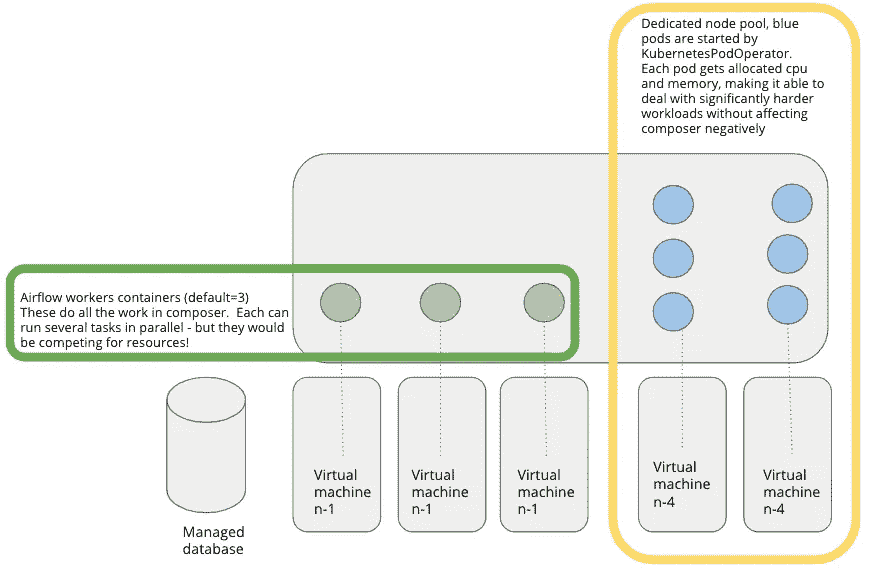 Dedicated node pool, blue
pods are started by
KubernetesPodOperator.
Each pod gets allocated cpu
and memory, making it able to
deal with significantly harder
workloads without affecting
composer negatively
Airflow workers containers (default=3)
These do all the work in composer.  Each can
run several tasks in parallel - but they would
be competing for resources!
Virtual
machine
n-1
Virtual
machine
n-1
Virtual
machine
n-1
Virtual
machine
n-4
Virtual
machine
n-4
Managed
database